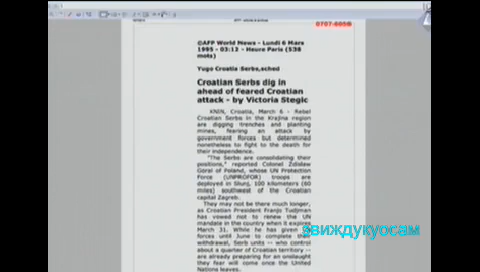 0707-6656
©AFP World News - Lundi 6 Mars
1995 - 03:12 - Heure Paris (538
mots)
Yugo Croatia Serbs,sched
Croatian Serbs dig in
ahead of feared Croatian
attack - by Victoria Stegic
KNIN, Croatia, March 6 - Rebel
Croatian Serbs in the Krajina region
are digging trenches and planting
mines, fearing an attack by
government forces but determined
nonetheless to fight to the death for
their independence.
"The Serbs are consolidating their
positions," reported Colonel Zdislaw
Goral of Poland, whose UN Protection
Force (UNPROFOR) troops are
deployed in Slunj, 100 kilometers (60
miles) southwest of the Croatian
capital Zagreb.
They may not be there much longer,
as Croatian President Franjo Tudjman
has vowed not to renew the UN
mandate in the country when it expires
March 31. While he has given
forces until June to complete
withdrawal, Serb units -- who control
about a quarter of Croatian territory --
are already preparing for an onslaught
they fear will come once the United
Nations leaves.
движдукуосам